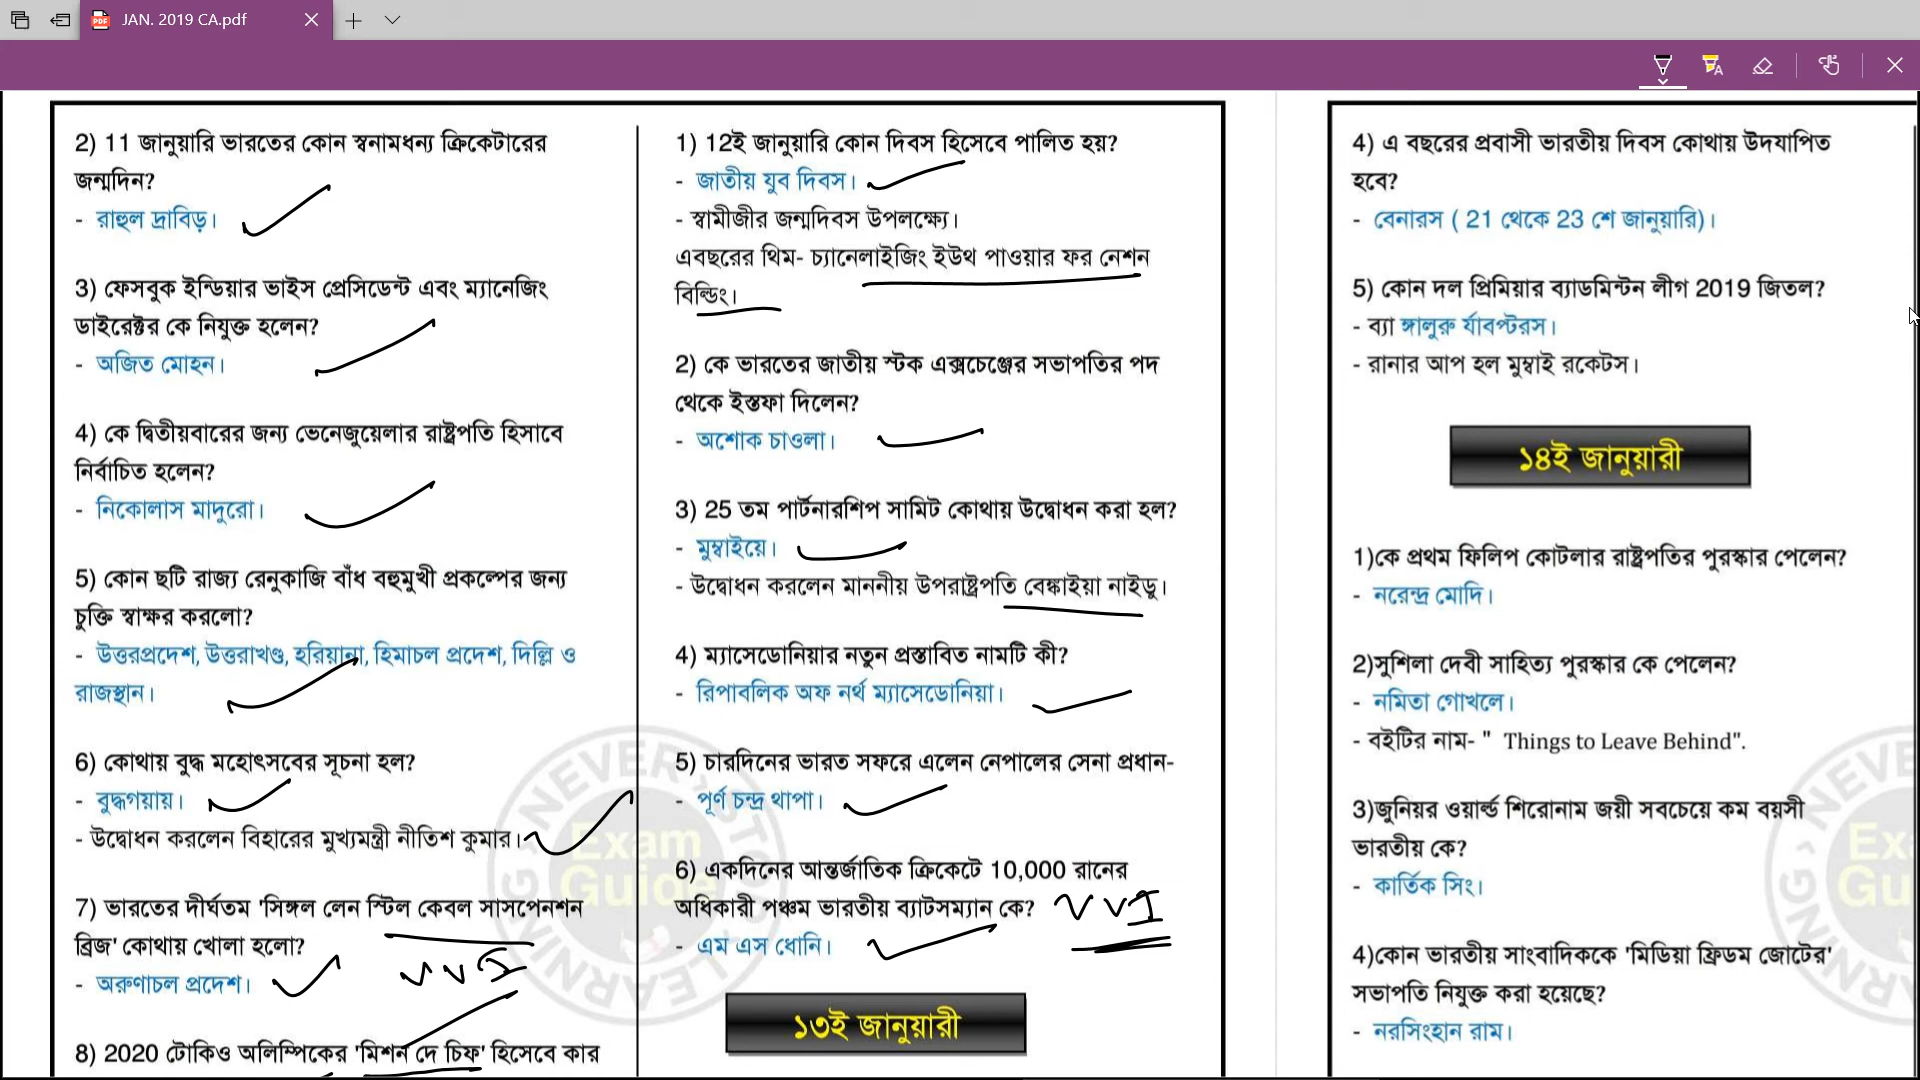 JAN. 2019 CA.pdf
2) 11 জানুয়ারি ভারতের কোন স্বনামধন্য ক্রিকেটারের
জন্মদিন?
- রাহুল দ্রাবিড়।
3) ফেসবুক ইন্ডিয়ার ভাইস প্রেসিডেন্ট এবং ম্যানেজিং
ডাইরেক্টর কে নিযুক্ত হলেন?
- অজিত মোহন।
4) কে দ্বিতীয়বারের জন্য ভেনেজুয়েলার রাষ্ট্রপতি হিসাবে
নির্বাচিত হলেন?
- নিকোলাস মাদুরো।
5) কোন ছটি রাজ্য রেনুকাজি বাঁধ বহুমুখী প্রকল্পের জন্য
চুক্তি স্বাক্ষর করলো?
- উত্তরপ্রদেশ, উত্তরাখণ্ড, হরিয়ানা, হিমাচল প্রদেশ, দিল্লি ও
রাজস্থান।
6) কোথায় বুদ্ধ মহোৎসবের সূচনা হল?
- বুদ্ধগয়ায়।
- উদ্বোধন করলেন বিহারের মুখ্যমন্ত্রী নীতিশ কুমার।
7) ভারতের দীর্ঘতম 'সিঙ্গল লেন স্টিল কেবল সাসপেনশন
ব্রিজ' কোথায় খোলা হলো?
- অরুণাচল প্রদেশ।
VVI
8) 2020 টোকিও অলিম্পিকের 'মিশন দে চিফ' হিসেবে কার
1) 12ই জানুয়ারি কোন দিবস হিসেবে পালিত হয়?
- জাতীয় যুব দিবস।
- স্বামীজীর জন্মদিবস উপলক্ষ্যে।
এবছরের থিম- চ্যানেলাইজিং ইউথ পাওয়ার ফর নেশন
বিল্ডিং।
2) কে ভারতের জাতীয় স্টক এক্সচেঞ্জের সভাপতির পদ
থেকে ইস্তফা দিলেন?
- অশোক চাওলা।
3) 25 তম পার্টনারশিপ সামিট কোথায় উদ্বোধন করা হল?
- মুম্বাইয়ে।
- উদ্বোধন করলেন মাননীয় উপরাষ্ট্রপতি বেঙ্কাইয়া নাইডু।
4) ম্যাসেডোনিয়ার নতুন প্রস্তাবিত নামটি কী?
- রিপাবলিক অফ নর্থ ম্যাসেডোনিয়া।
5) চারদিনের ভারত সফরে এলেন নেপালের সেনা প্রধান-
- পূর্ণ চন্দ্র থাপা।
6) একদিনের আন্তর্জাতিক ক্রিকেটে 10,000 রানের
অধিকারী পঞ্চম ভারতীয় ব্যাটসম্যান কে?
VVI
- এম এস ধোনি।
১৩ই জানুয়ারী
4) এ বছরের প্রবাসী ভারতীয় দিবস কোথায় উদযাপিত
হবে?
- বেনারস ( 21 থেকে 23 শে জানুয়ারি)।
5) কোন দল প্রিমিয়ার ব্যাডমিন্টন লীগ 2019 জিতল?
- ব্যা ঙ্গালুরু র্যাবপ্টরস।
- রানার আপ হল মুম্বাই রকেটস।
১৪ই জানুয়ারী
1)কে প্রথম ফিলিপ কোটলার রাষ্ট্রপতির পুরস্কার পেলেন?
- নরেন্দ্র মোদি।
2)সুশিলা দেবী সাহিত্য পুরস্কার কে পেলেন?
- নমিতা গোখলে।
- বইটির নাম- " Things to Leave Behind".
3)জুনিয়র ওয়ার্ল্ড শিরোনাম জয়ী সবচেয়ে কম বয়সী
ভারতীয় কে?
- কার্তিক সিং।
4)কোন ভারতীয় সাংবাদিককে 'মিডিয়া ফ্রিডম জোটের'
সভাপতি নিযুক্ত করা হয়েছে?
- নরসিংহান রাম।
Exam
Guide
NEVER STO
LEARNING